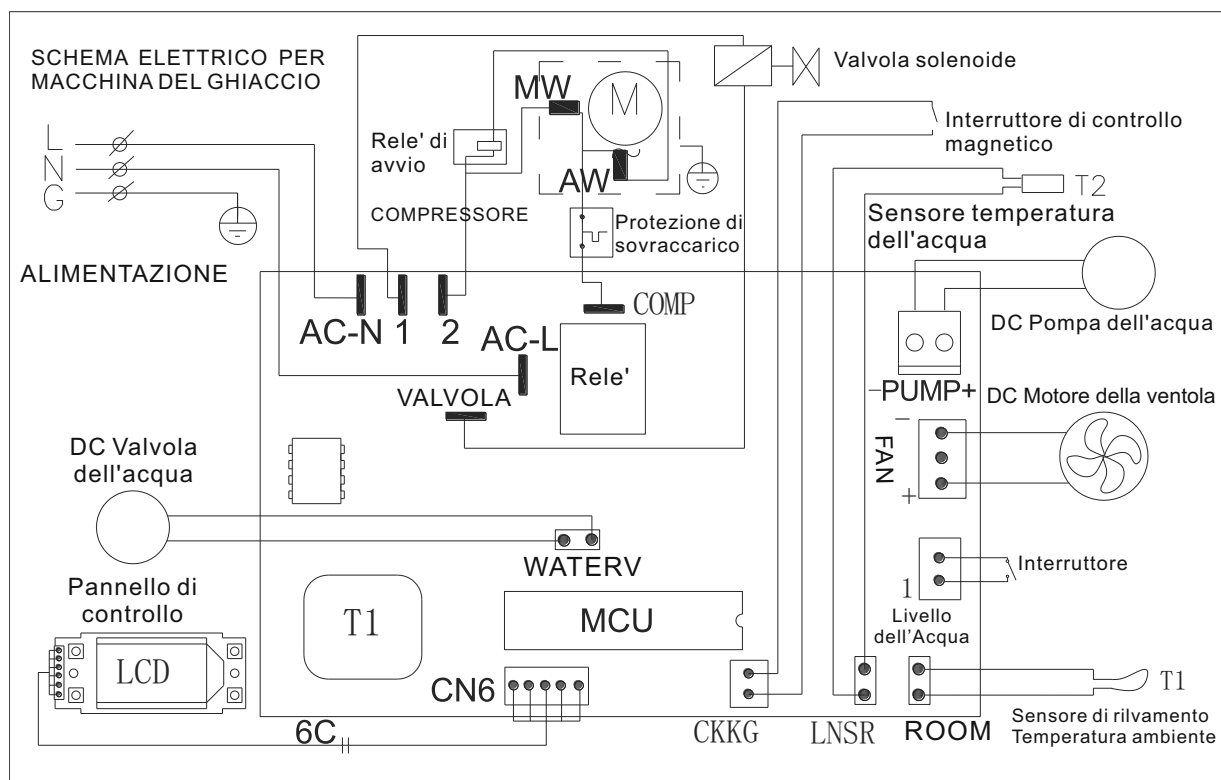 SCHEMA ELETTRICO PER
MACCHINA DEL GHIACCIO
Valvola solenoide
MW
M
L
Rele' di
avvio
Interruttore di controllo
magnetico
N
AW
T2
G
COMPRESSORE
Protezione di
sovraccarico
Sensore temperatura
dell'acqua
ALIMENTAZIONE
COMP
AC-N
1
2
AC-L
DC Pompa dell'acqua
Rele'
VALVOLA
–PUMP+
DC Motore della ventola
–
FAN
+
DC Valvola
dell'acqua
WATERV
Interruttore
1
Pannello di
controllo
Livello
dell'Acqua
T1
MCU
LCD
CN6
T1
6C
CKKG
LNSR
ROOM
Sensore di rilvamento
Temperatura ambiente